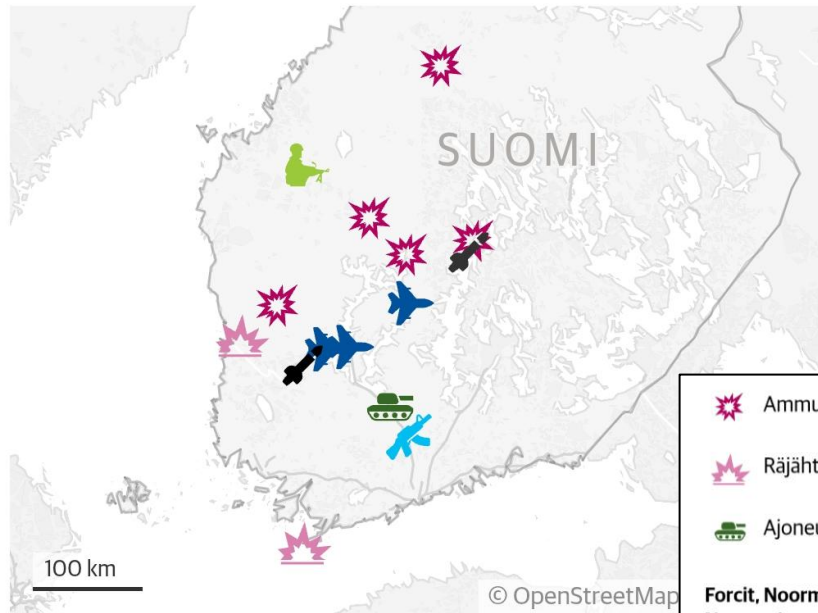 SUOMI
Ammu
Räjäht
Ajoneu
100 km
© OpenStreetMap
Forcit, Noorm